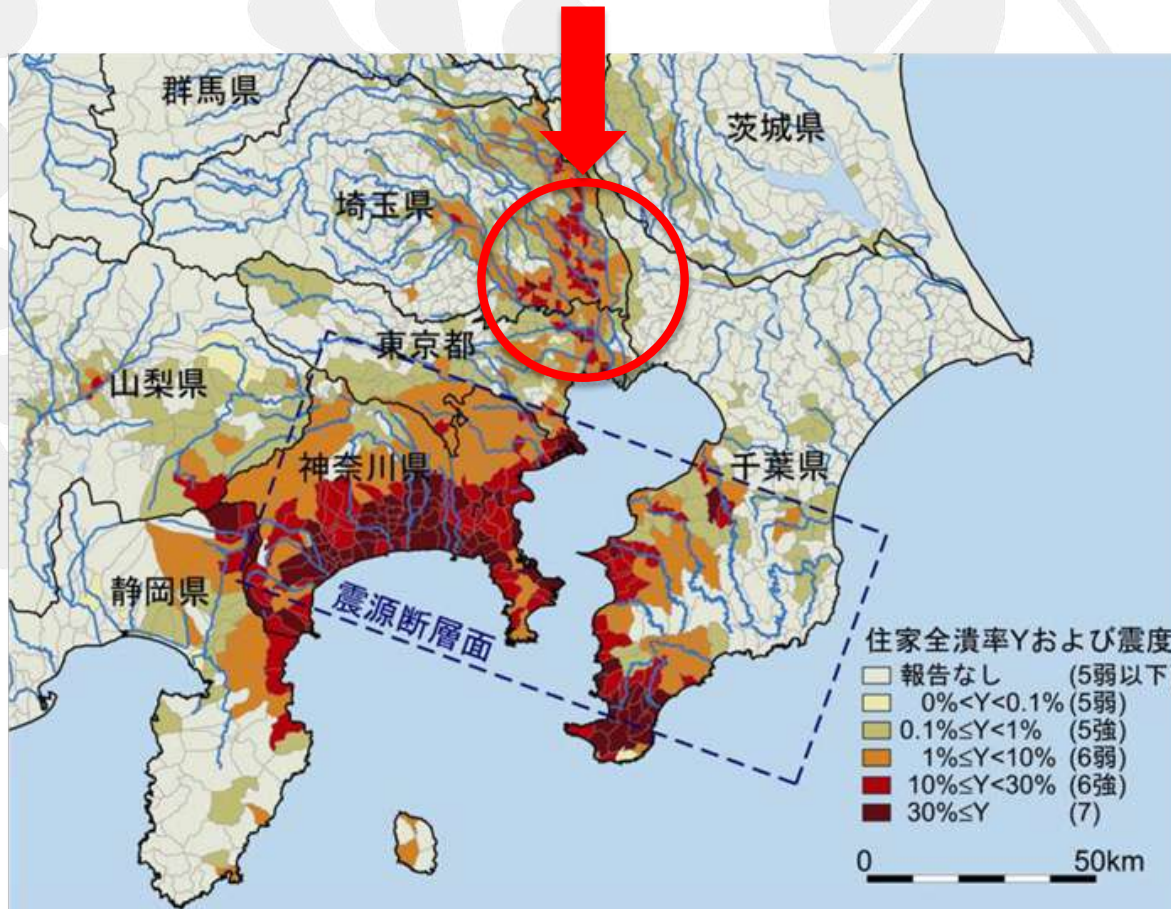 群馬県
茨城県
埼玉県
東京都
山梨県
千葉県
神奈川県
静岡県
震源断層面
住家全潰率Yおよび震度
報告なし (5弱以下
0%<Y<0.1% (5弱)
0.1%≤Y<1% (5強)
1%≤Y<10% (6弱)
10%≤Y<30% (6強)
30%≤Y (7)
0 50km